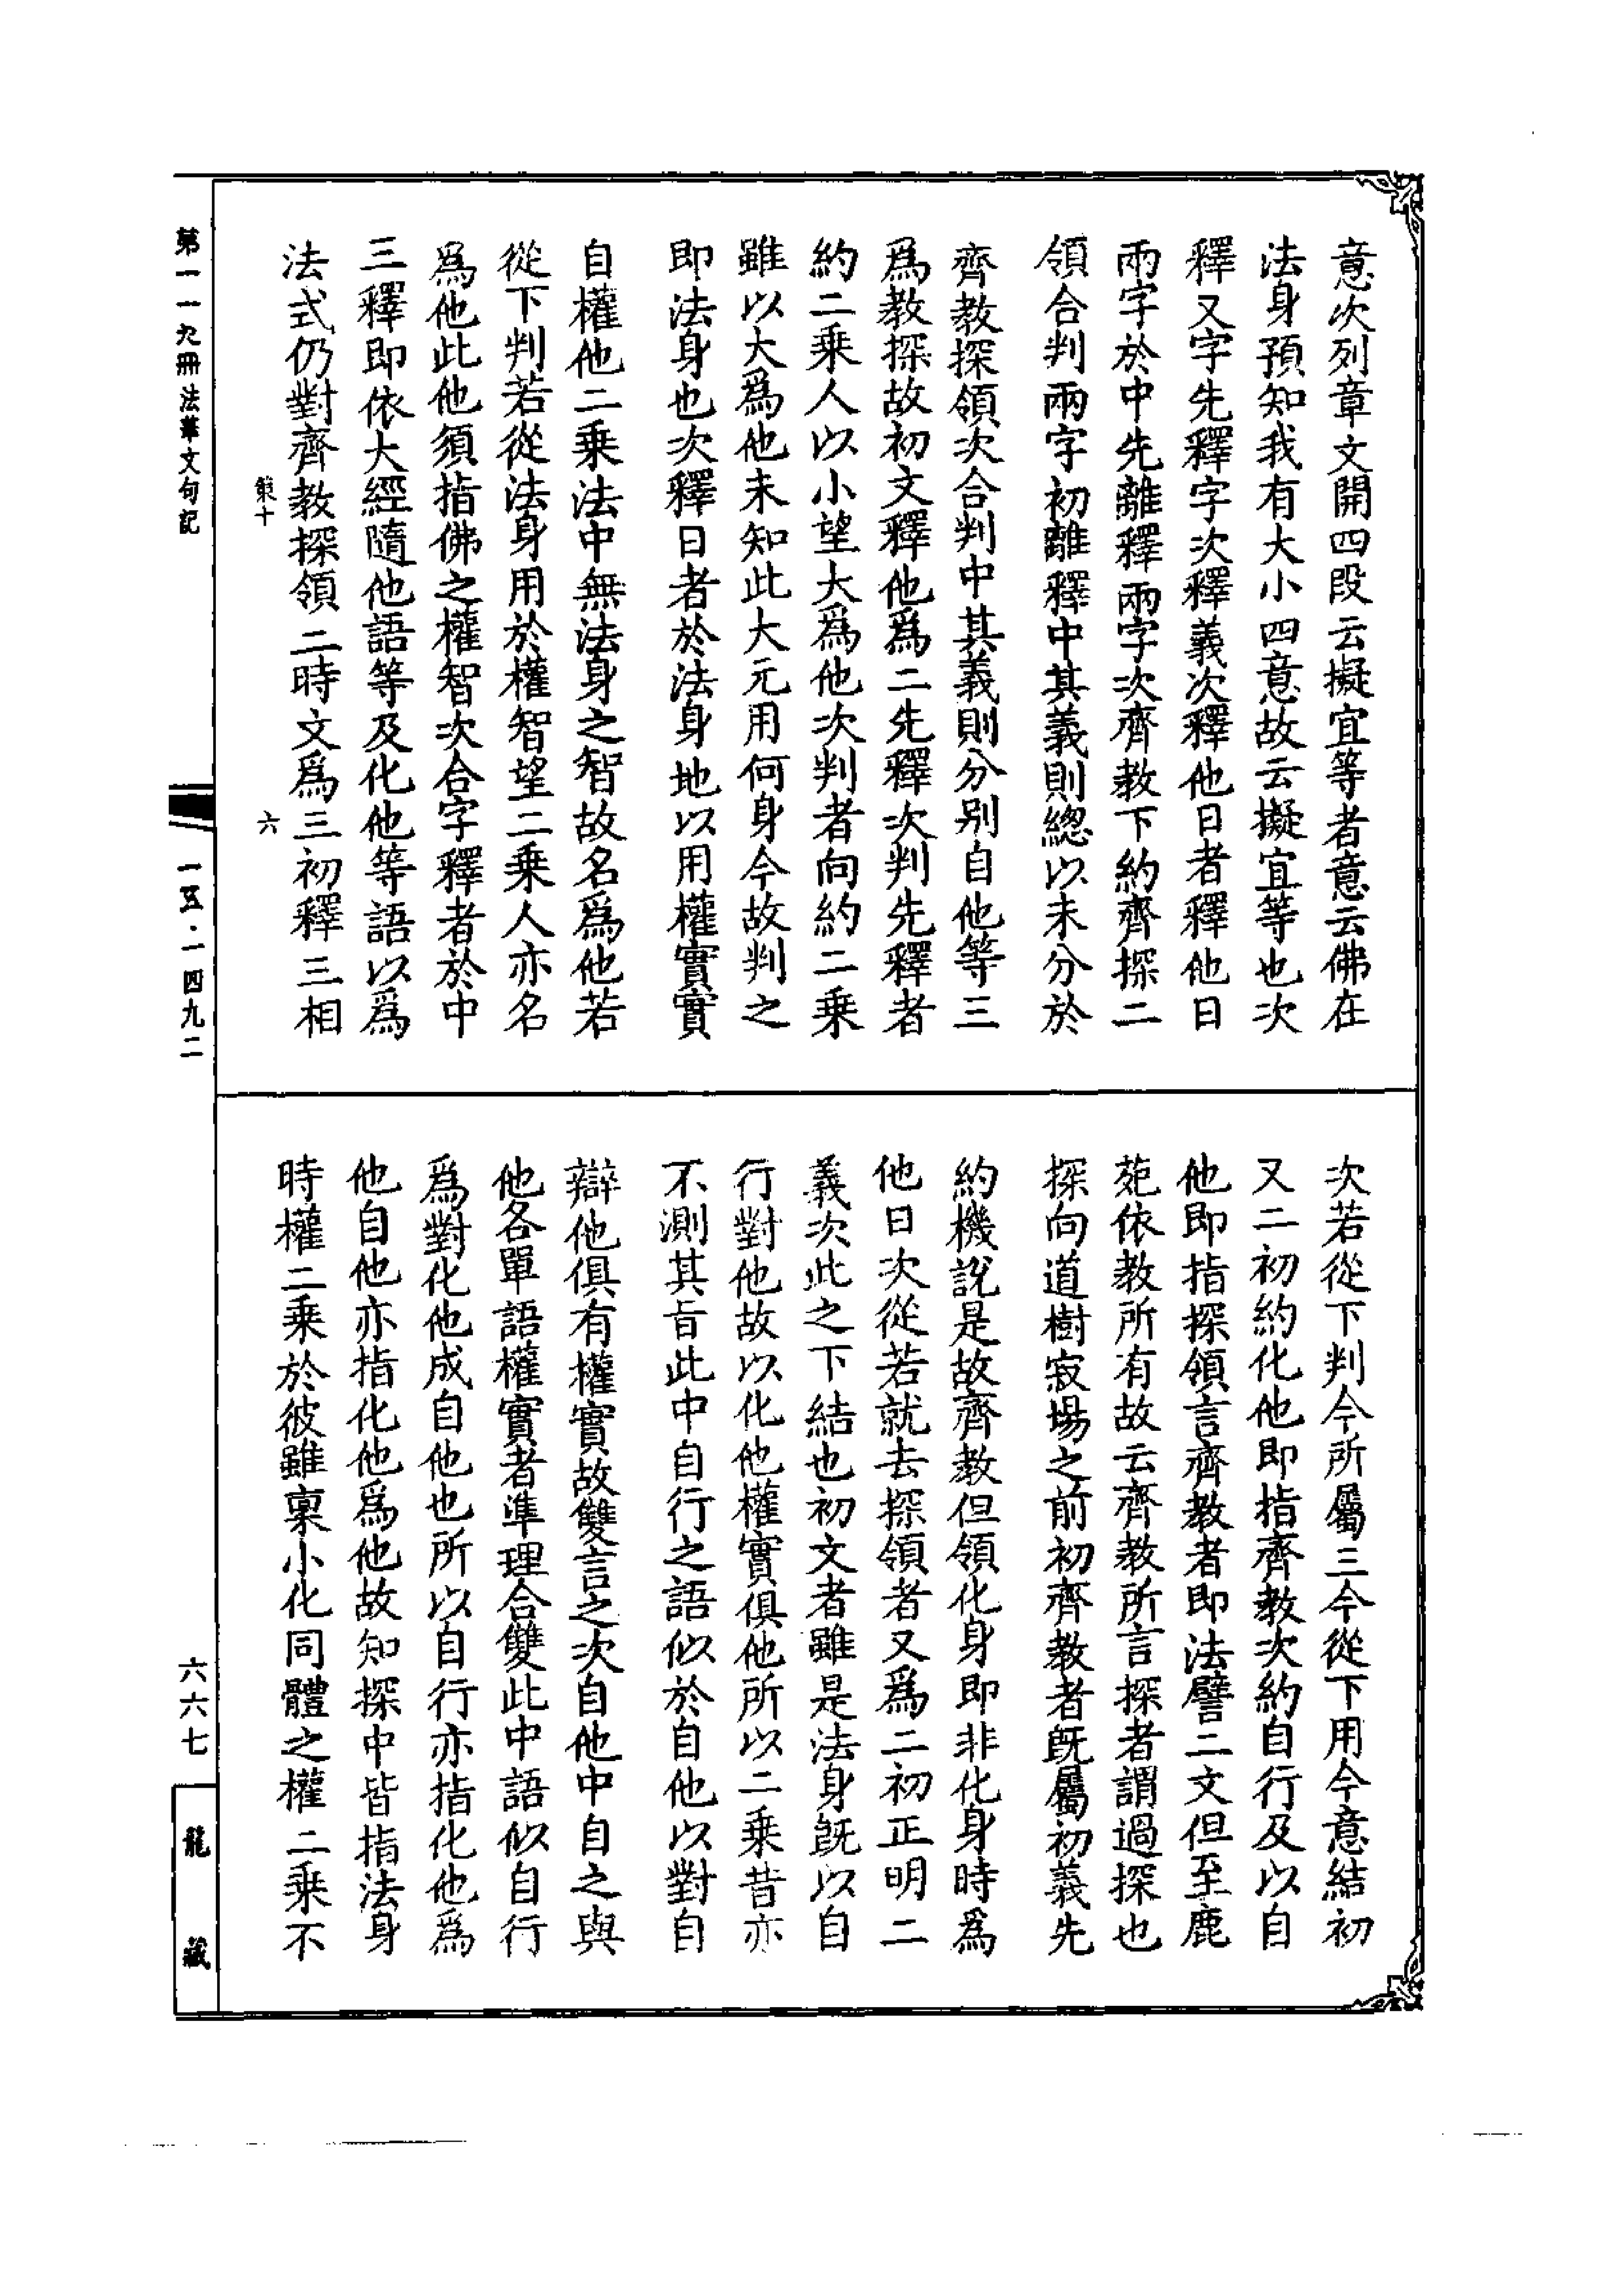 意次列章文開四段云擬宜等者意云佛在
法身預知我有大小四意故云擬宜等也次
釋又字先釋字次釋義次釋他日者釋他日
兩字於中先離釋兩字次齊教下約齊探二
領合判兩字初離釋中其義則總以未分於
齊教探領次合判中其義則分別自他等三
爲教探故初文釋他爲二先釋次判先釋者
約二乘人以小望大爲他次判者向約二乘
雖以大爲他未知此大元用何身今故判之
即法身也次釋日者於法身地以用權實實
自權他二乘法中無法身之智故名爲他若
從下判若從法身用於權智望二乘人亦名
爲他此他須指佛之權智次合字釋者於中
三釋即依大經隨他語等及化他等語以爲
法式仍對齊教探領二時文爲三初釋三相
次若從下判今所屬三今從下用今意結初
又二初約化他即指齊教次約自行及以自
他即指探領言齊教者即法譬二文但至鹿
苑依教所有故云齊教所言探者謂過探也
探向道樹寂場之前初齊教者既屬初義先
約機說是故齊教但領化身即非化身時爲
他日次從若就去探領者又爲二初正明二
義次此之下結也初文者雖是法身既以自
行對他故以化他權實俱他所以二乘昔亦
不測其旨此中自行之語似於自他以對自
辯他俱有權實故雙言之次自他中自之與
他各單語權實者準理合雙此中語似自行
爲對化他成自他也所以自行亦指化他爲
他自他亦指化他爲他故知探中皆指法身
時權二乘於彼雖稟小化同體之權二乘不
策十
六
第一一九冊法華文句記
一五·一四九二
六六七
龍藏